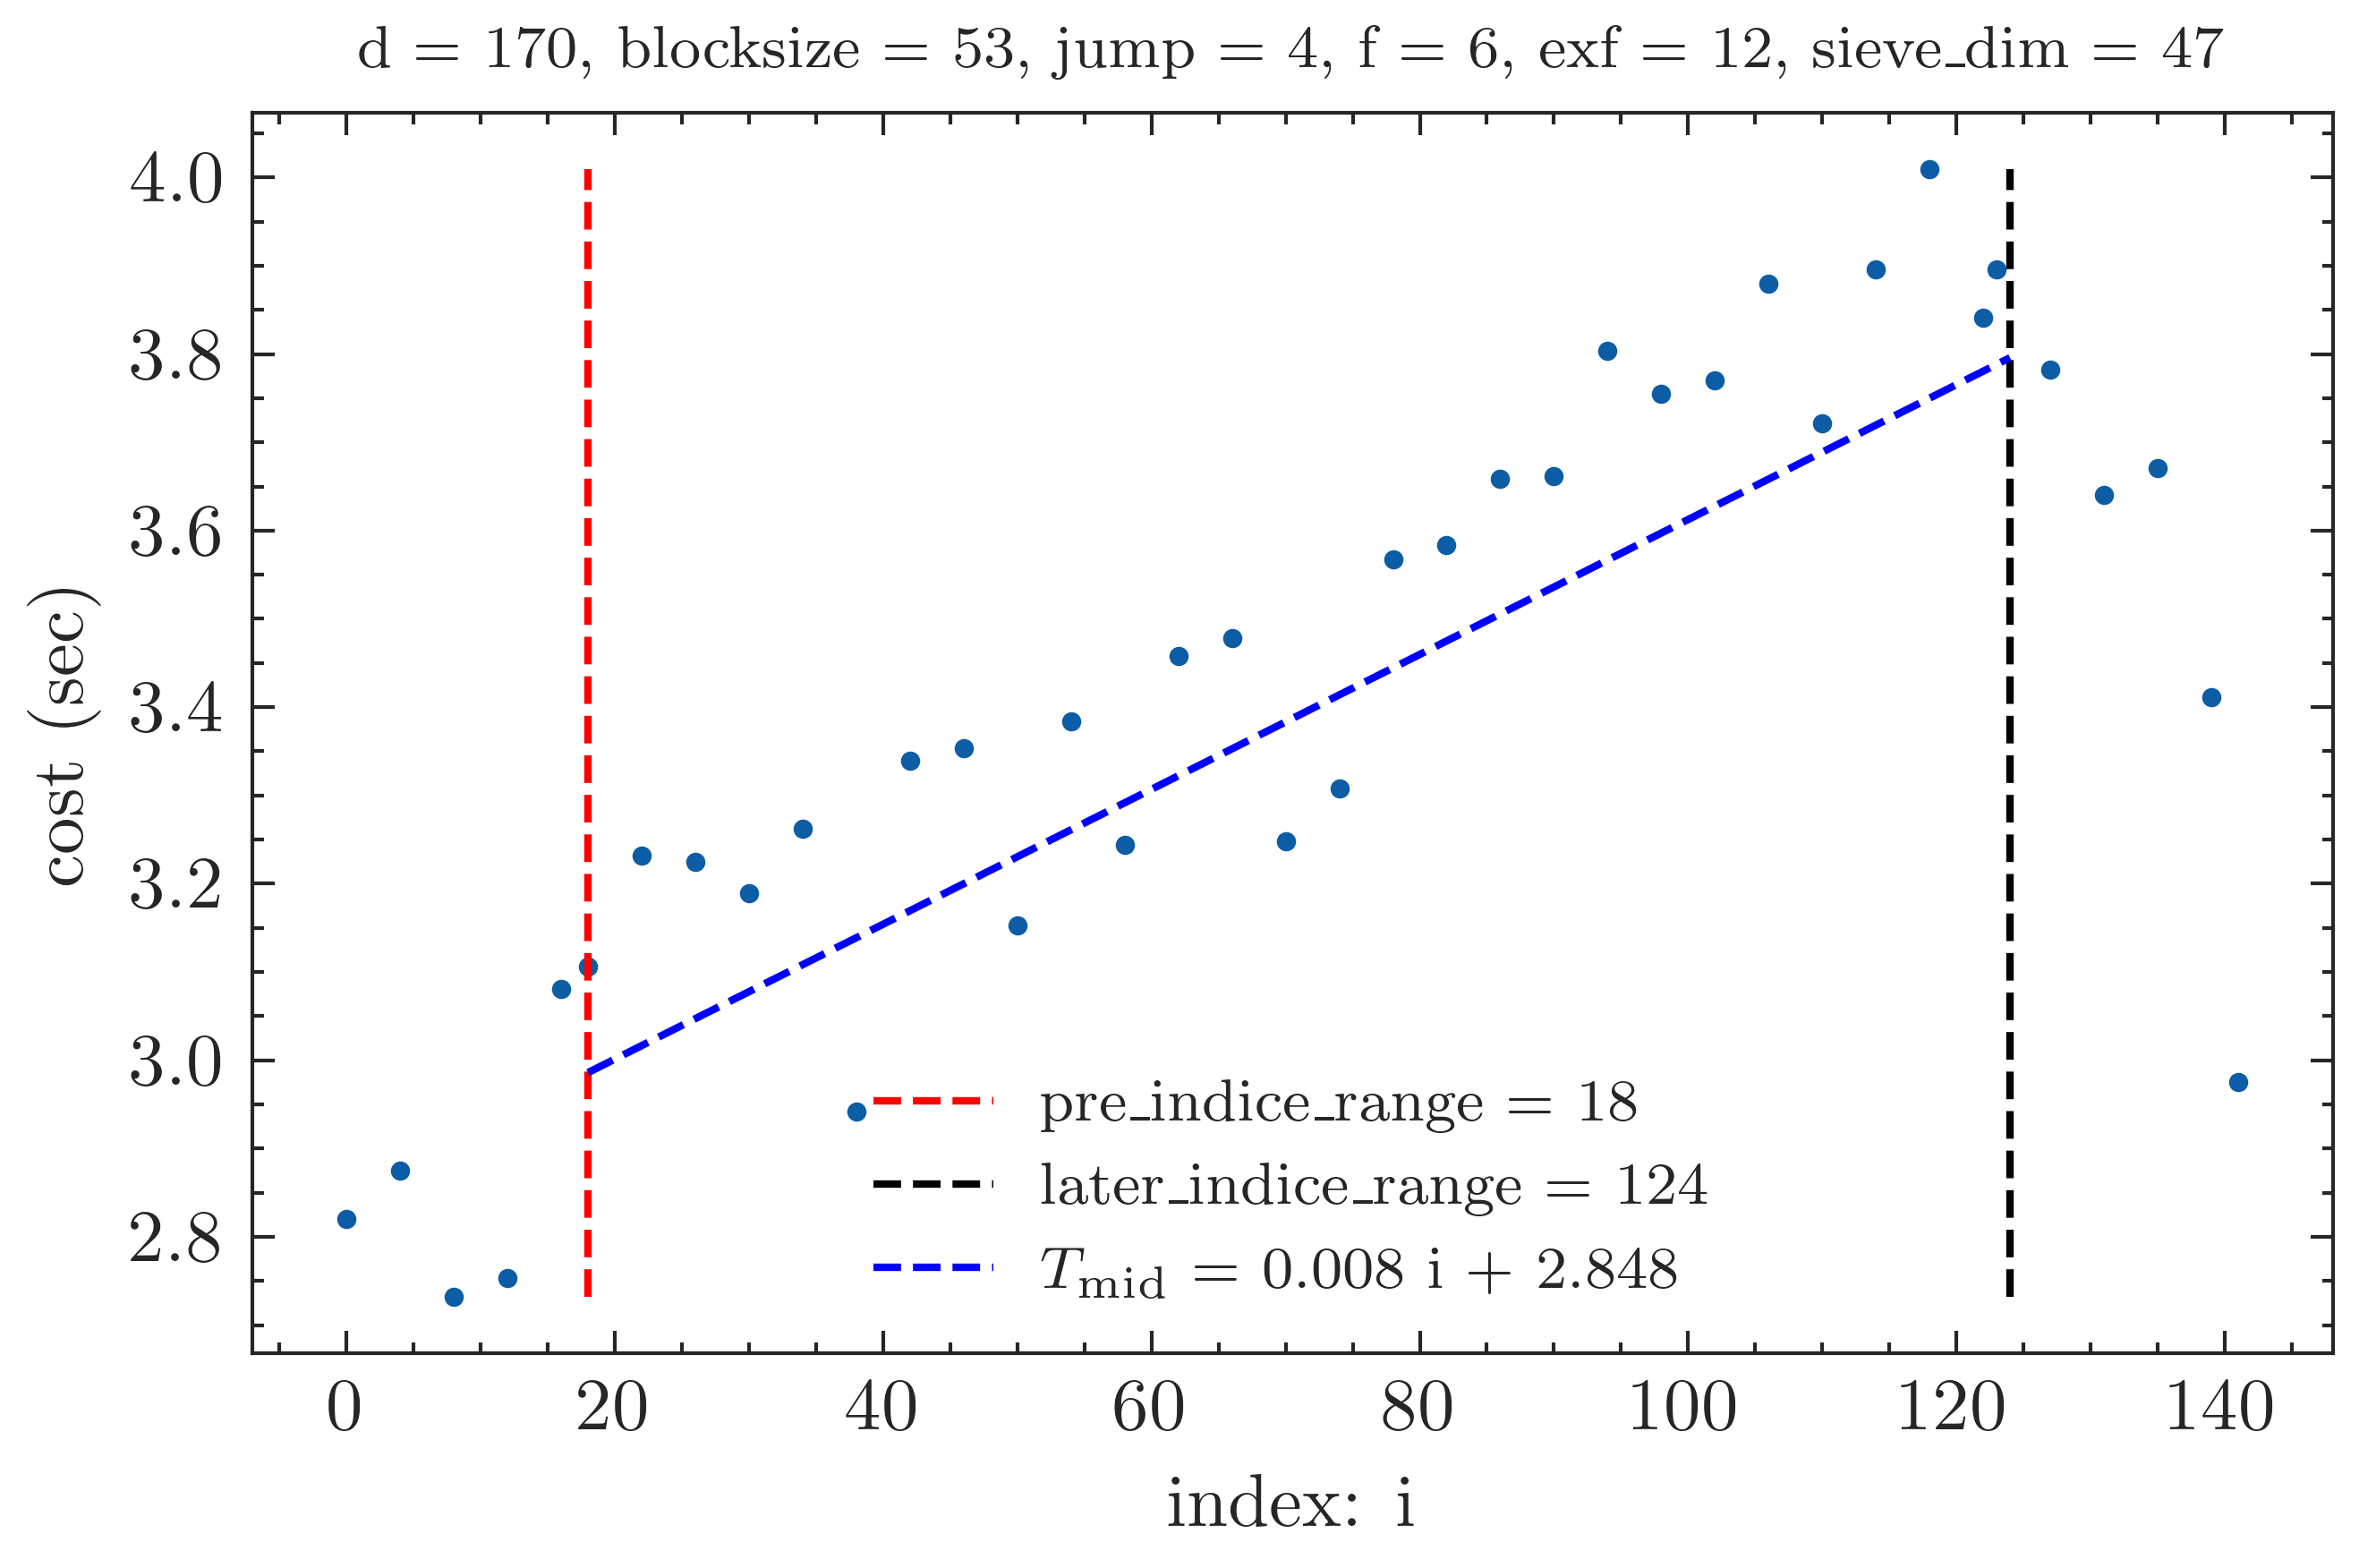 d = 170, blocksize = 53, jump = 4, f = 6, exf = 12, sieve_dim = 47
4.0
3.8
3.6
3.4
3.2
3.0
2.8
cost (sec)
pre_indice_range = 18
later_indice_range = 124
T_mid = 0.008 i + 2.848
0 20 40 60 80 100 120 140
index: i